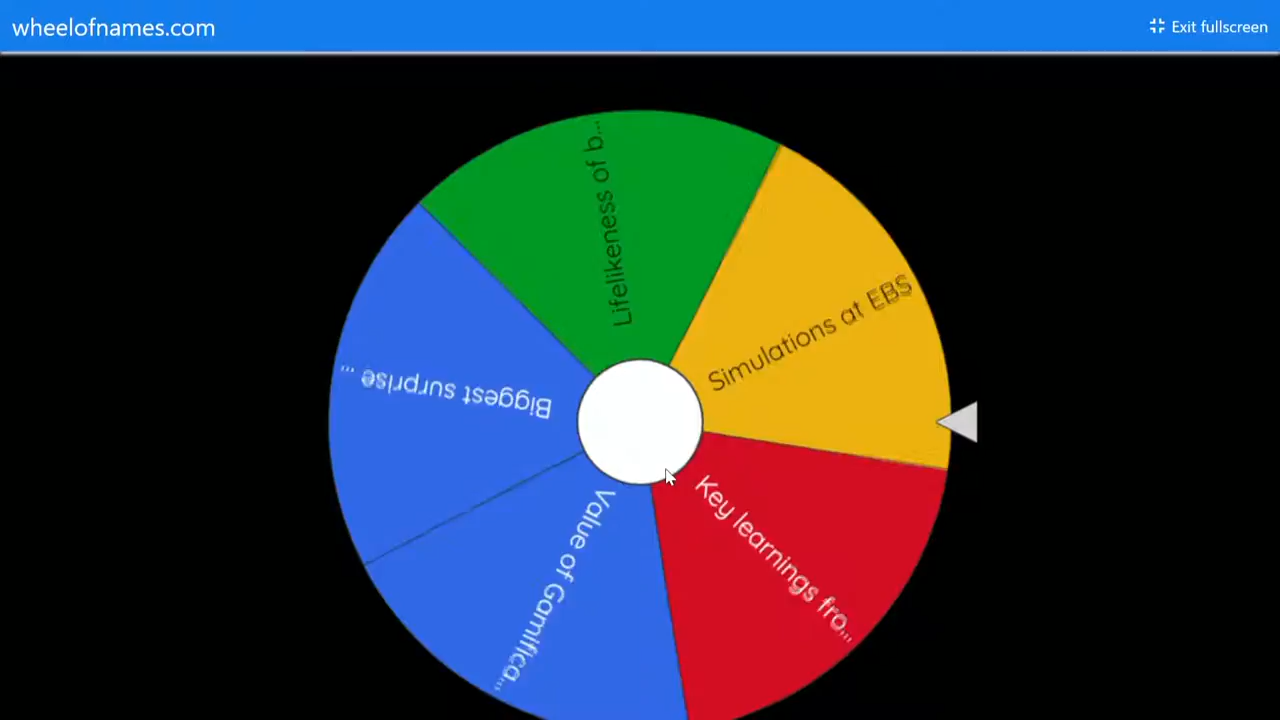 wheelofnames.com
Exit fullscreen
Lifelikeness of b...
Simulations at EBS
Biggest surprise ...
Key learnings fro...
Value of Gamifica...